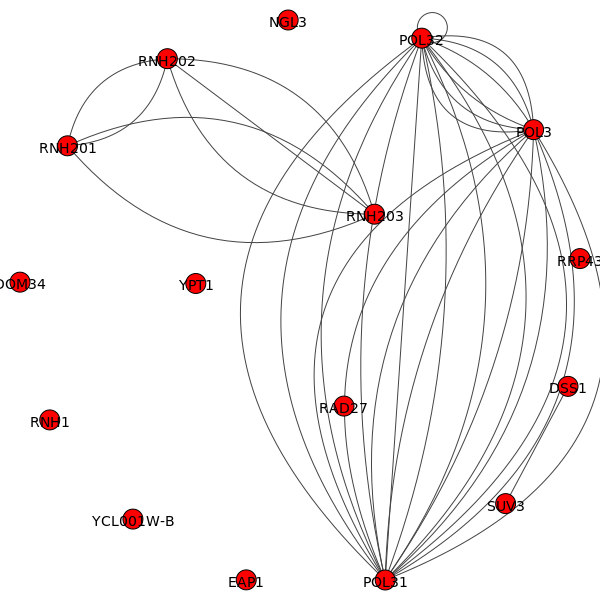 NGL3
POL32
RNH202
POL3
RNH201
RNH203
RRP43
DOM34
YPT1
DSS1
RAD27
RNH1
SUV3
YCL001W-B
EAP1
POL31